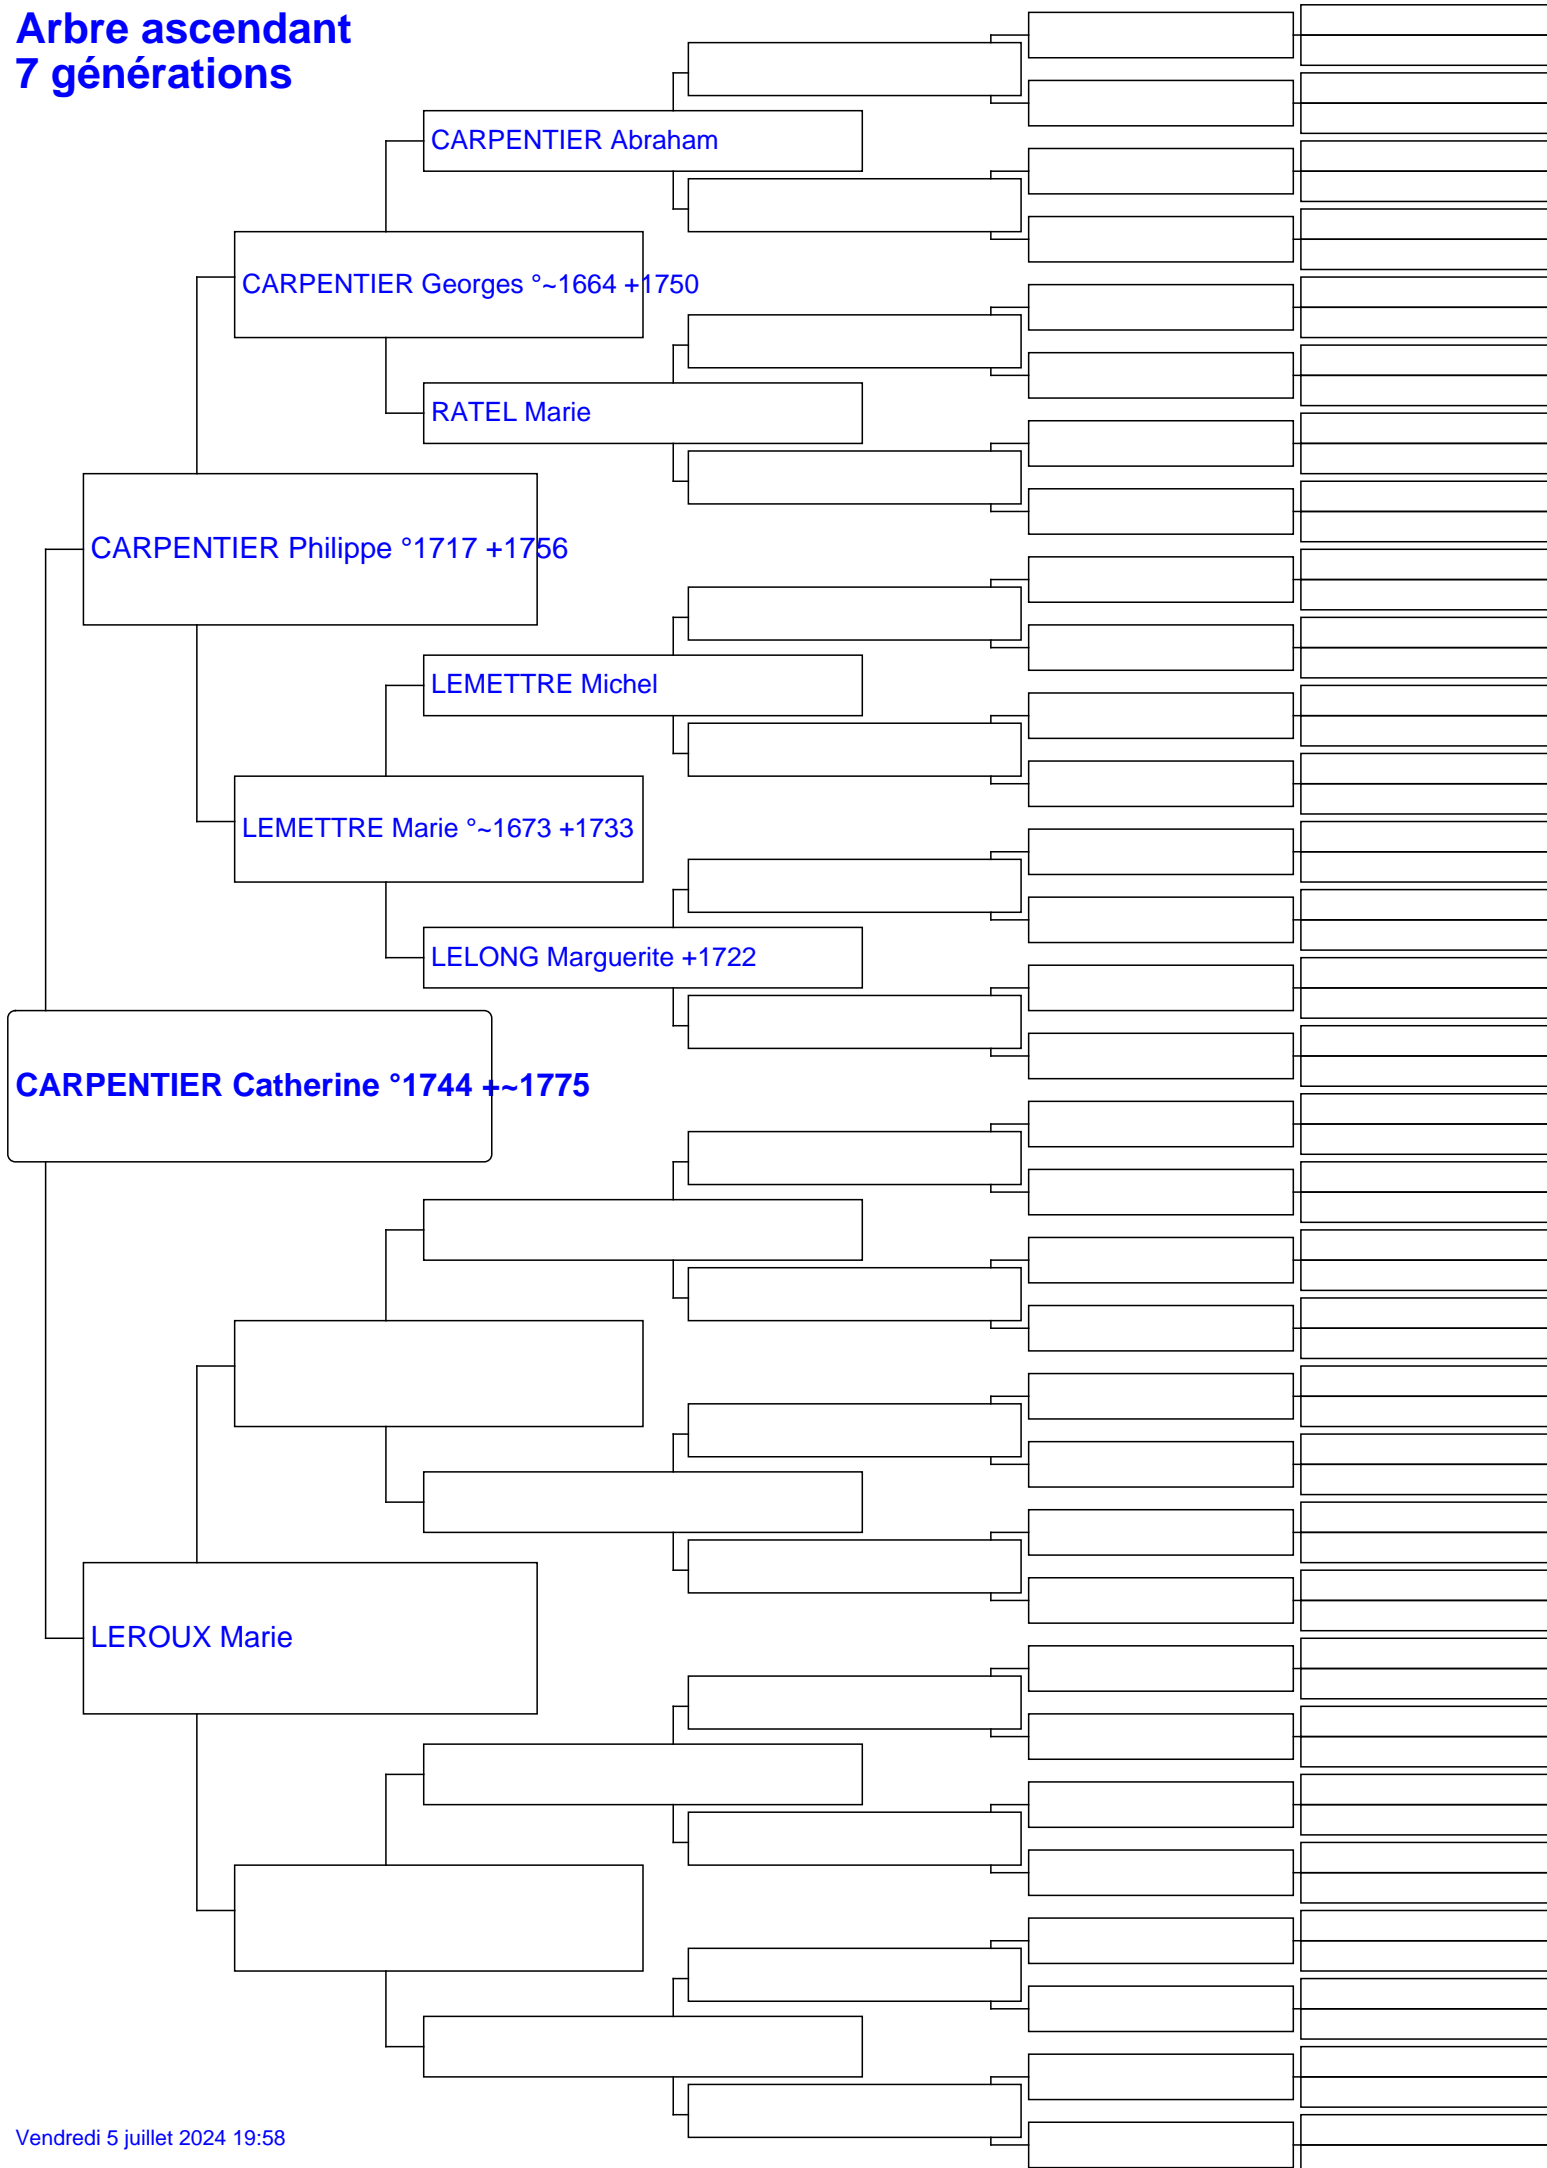 Arbre ascendant
7 générations
CARPENTIER Abraham
CARPENTIER Georges °~1664 +1750
RATEL Marie
CARPENTIER Philippe °1717 +1756
LEMETTRE Michel
LEMETTRE Marie °~1673 +1733
LELONG Marguerite +1722
CARPENTIER Catherine °1744 +~1775
LEROUX Marie
Vendredi 5 juillet 2024 19:58